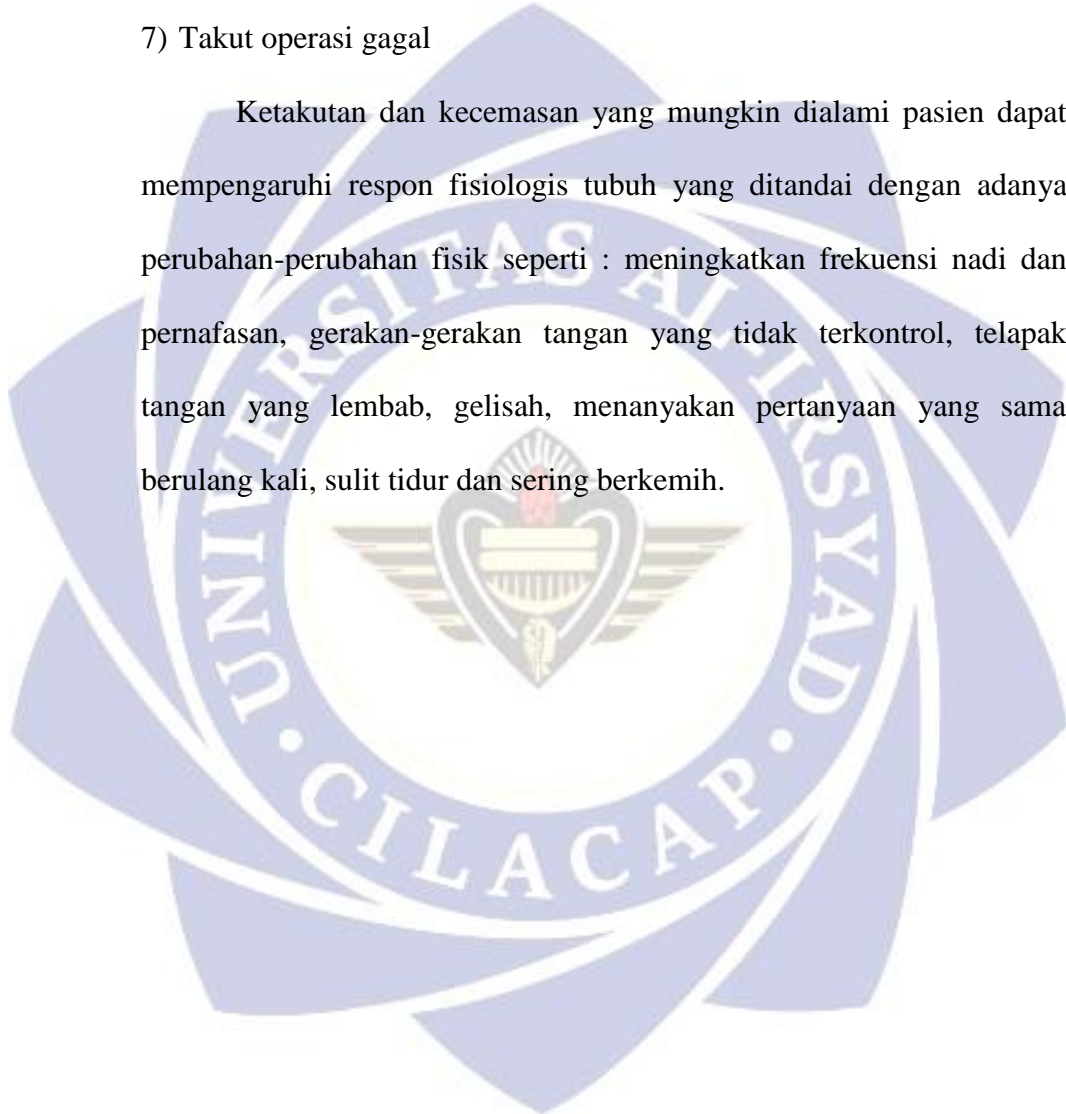 7) Takut operasi gagal
Ketakutan dan kecemasan yang mungkin dialami pasien dapat
mempengaruhi respon fisiologis tubuh yang ditandai dengan adanya
perubahan-perubahan fisik seperti : meningkatkan frekuensi nadi dan
pernafasan, gerakan-gerakan tangan yang tidak terkontrol, telapak
tangan yang lembab, gelisah, menanyakan pertanyaan yang sama
berulang kali, sulit tidur dan sering berkemih.
UNIVERSITAS AL-IRSYAD
• CILACAP •